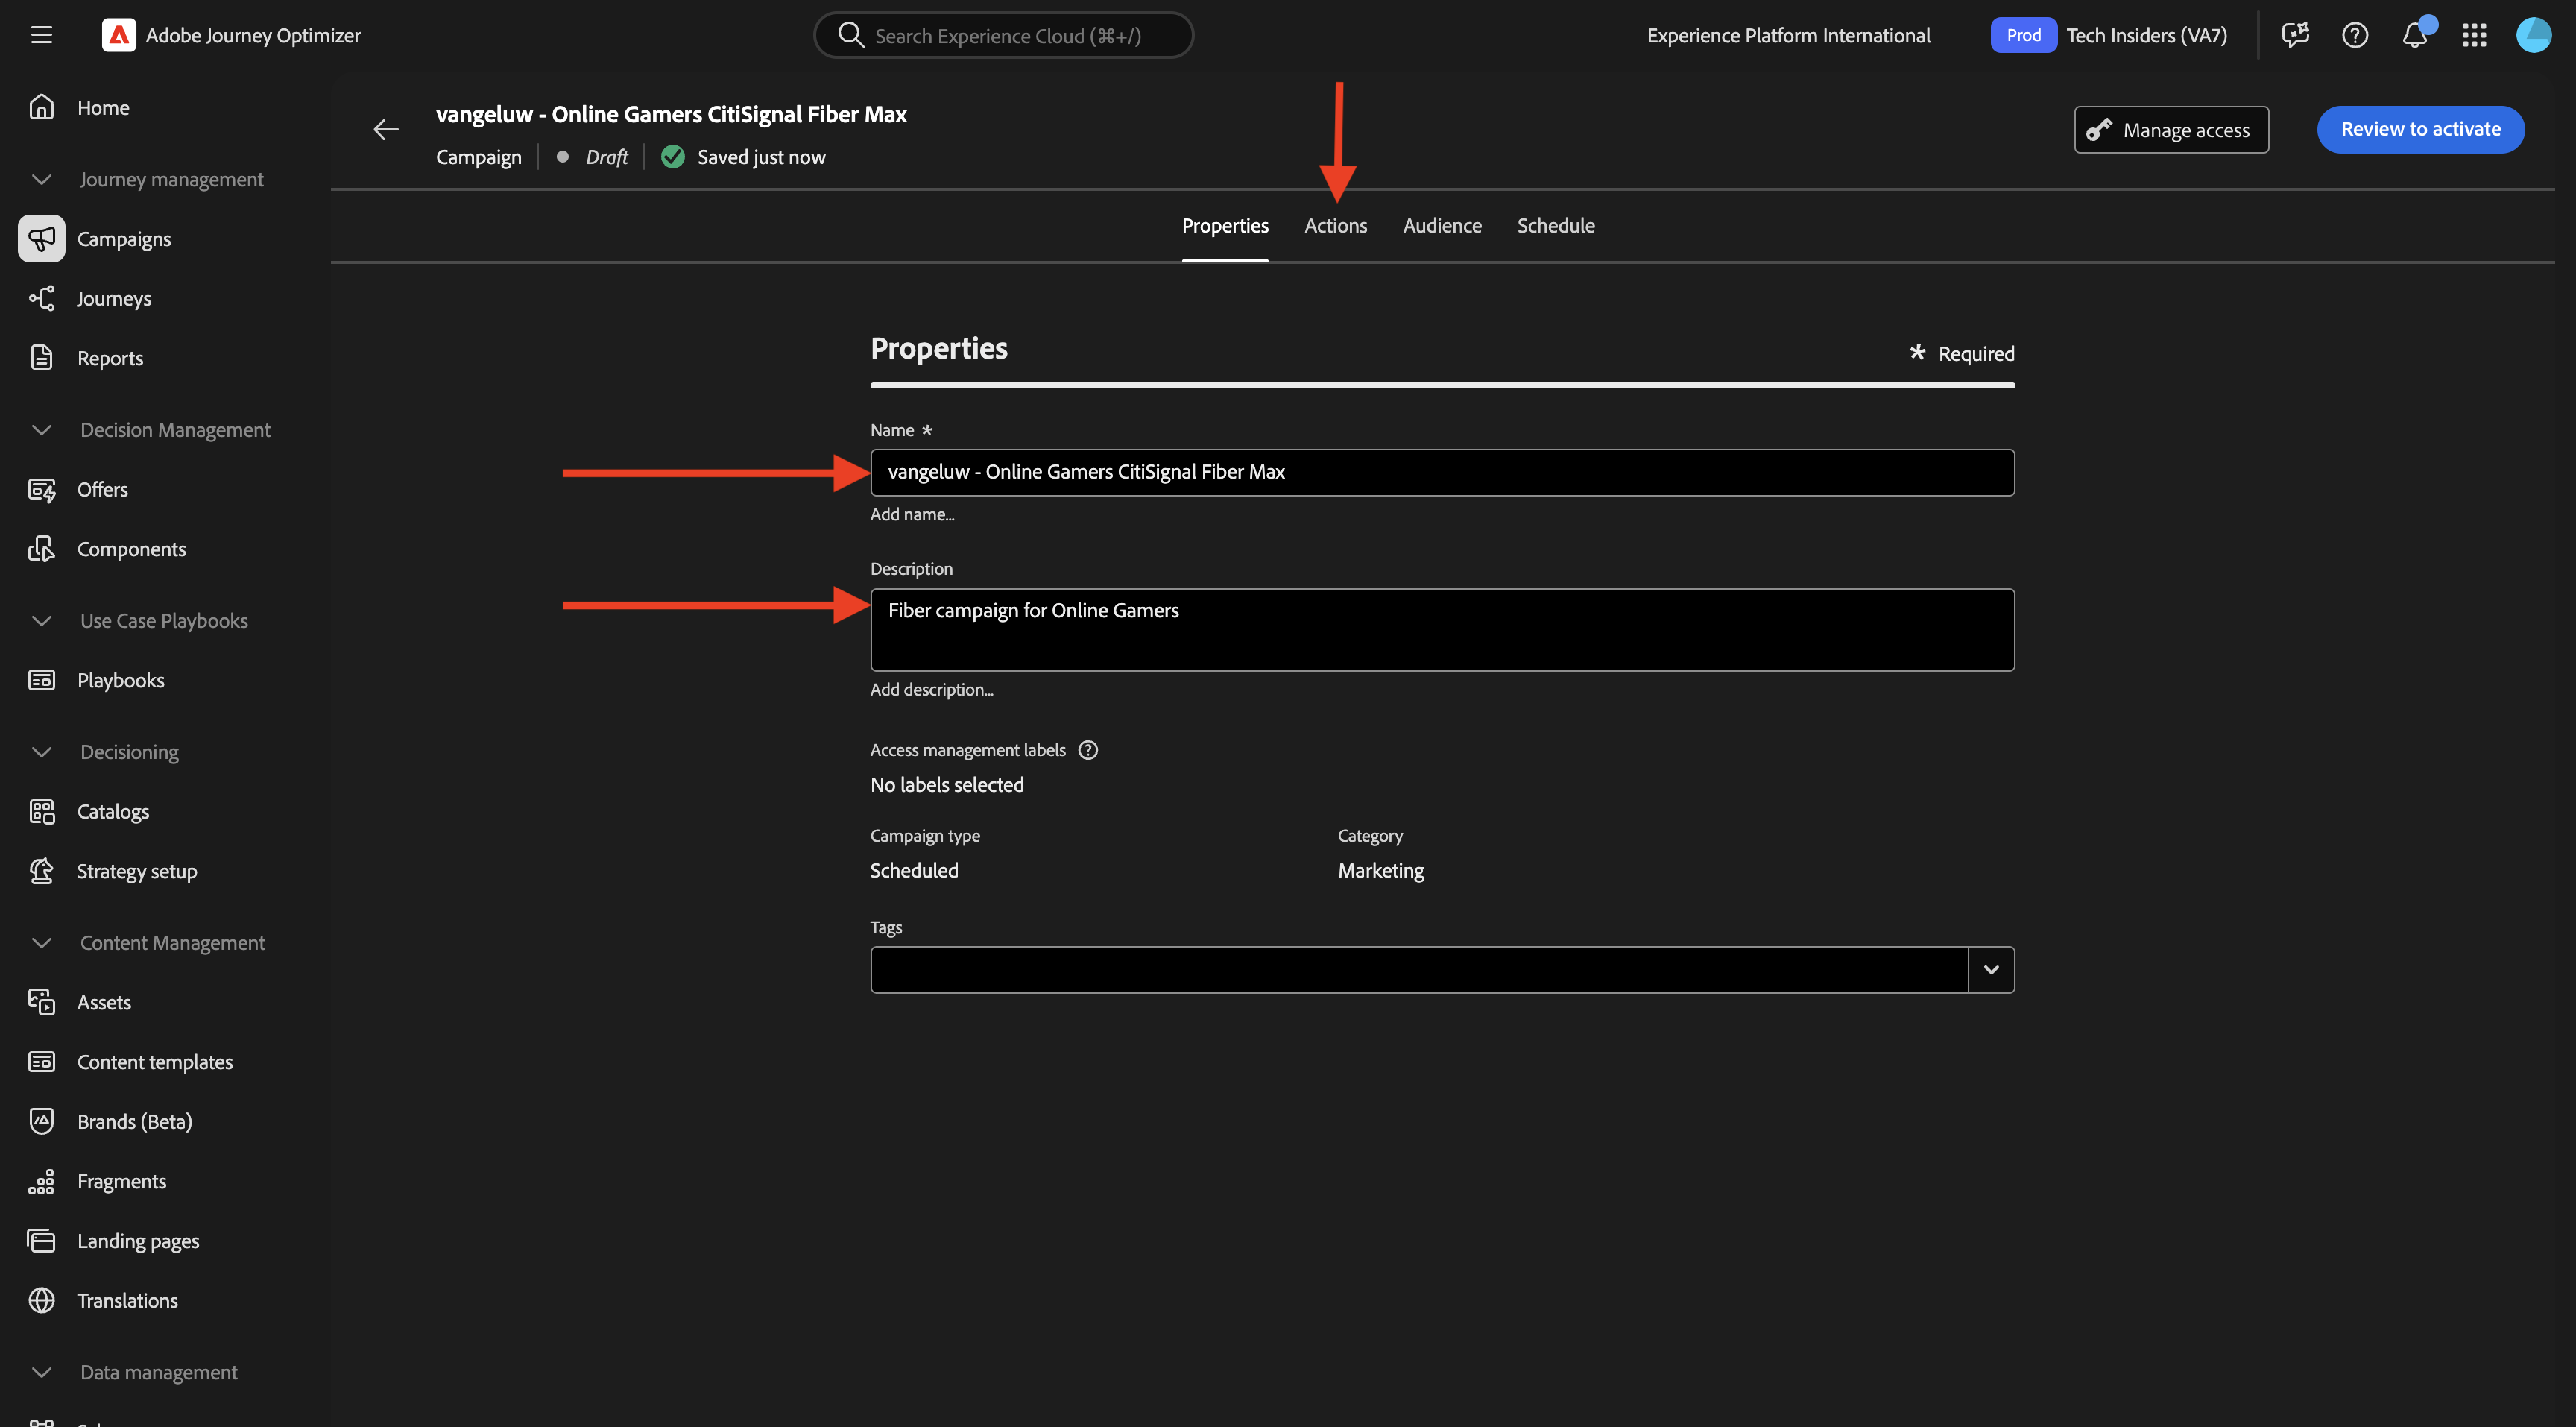 Adobe Journey Optimizer
Search Experience Cloud (⌘+/)
Experience Platform International
Prod
Tech Insiders (VA7)
Home
Journey management
Campaigns
Journeys
Reports
Decision Management
Offers
Components
Use Case Playbooks
Playbooks
Decisioning
Catalogs
Strategy setup
Content Management
Assets
Content templates
Brands (Beta)
Fragments
Landing pages
Translations
Data management
vangeluw - Online Gamers CitiSignal Fiber Max
Campaign
Draft
Saved just now
Manage access
Review to activate
Properties
Actions
Audience
Schedule
Properties
* Required
Name *
vangeluw - Online Gamers CitiSignal Fiber Max
Add name...
Description
Fiber campaign for Online Gamers
Add description...
Access management labels
No labels selected
Campaign type
Scheduled
Category
Marketing
Tags